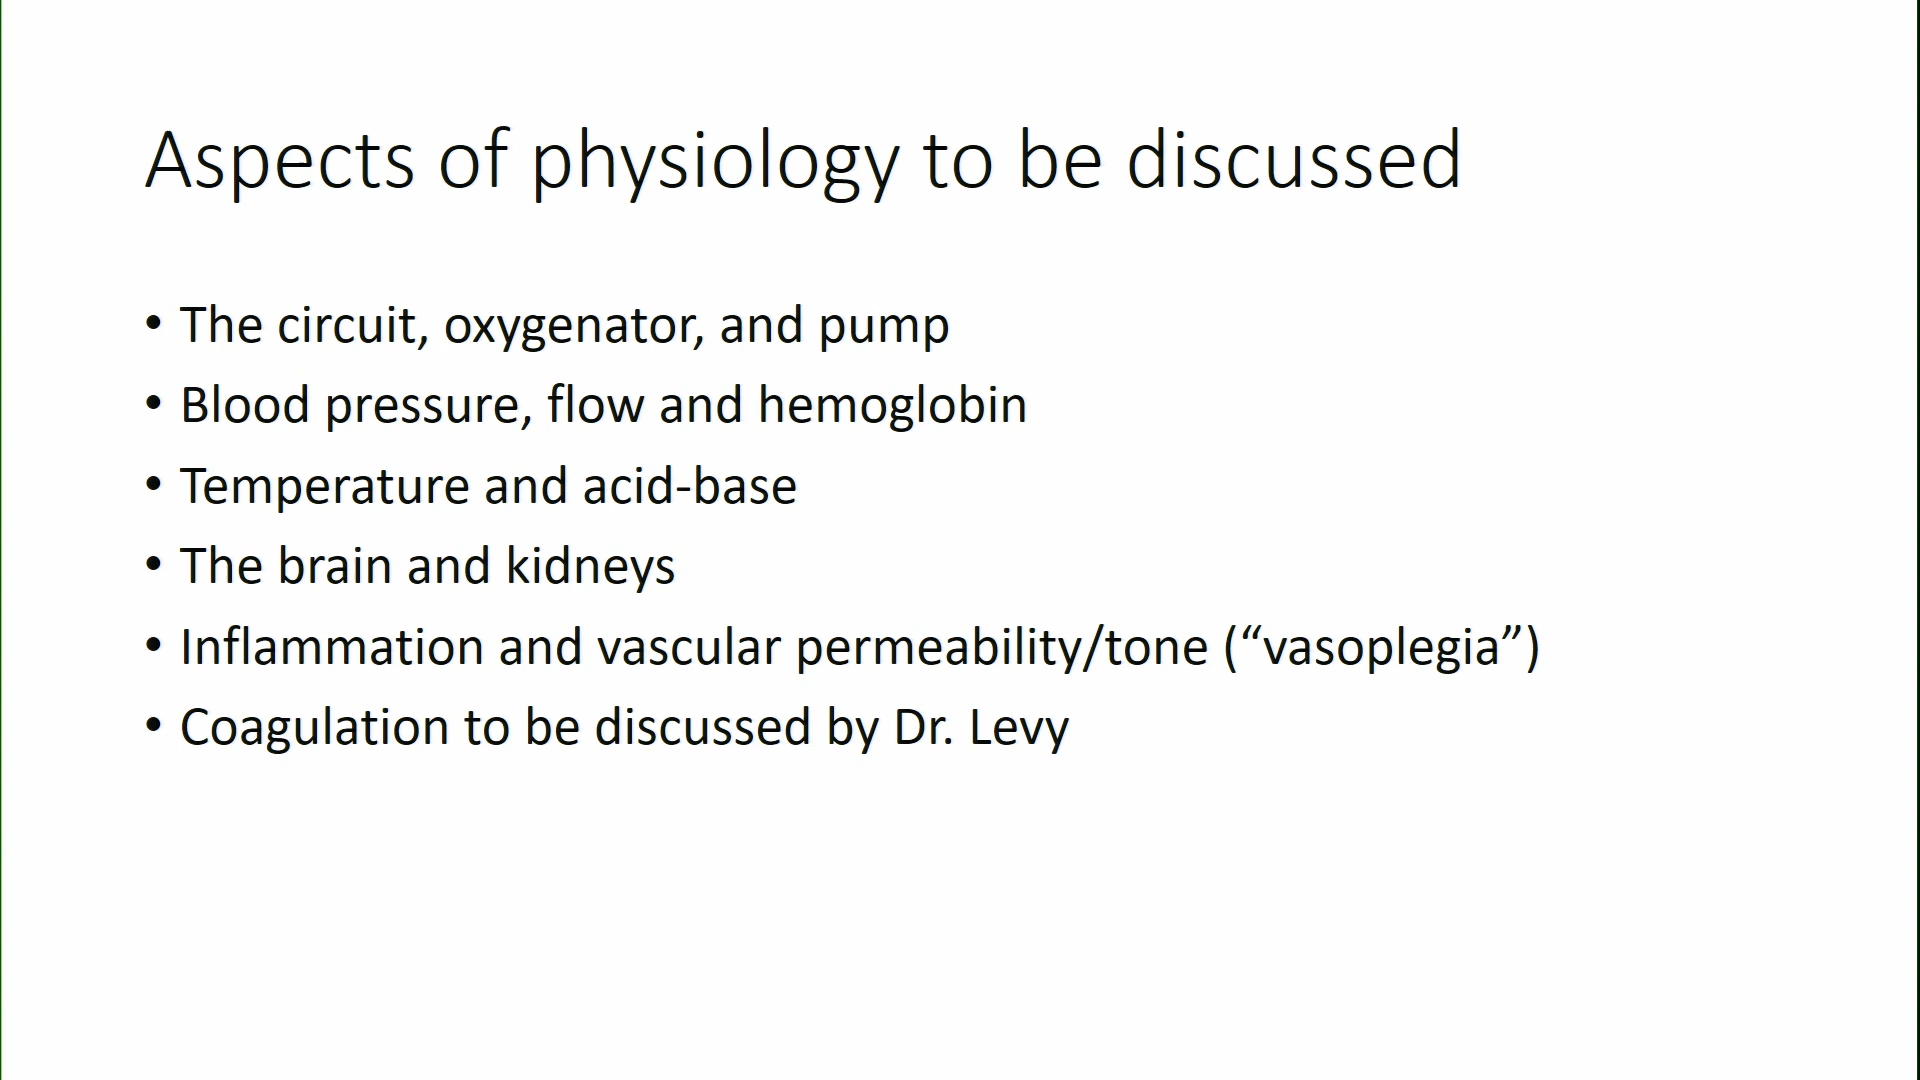 Aspects of physiology to be discussed
• The circuit, oxygenator, and pump
• Blood pressure, flow and hemoglobin
• Temperature and acid-base
• The brain and kidneys
• Inflammation and vascular permeability/tone (“vasoplegia”)
• Coagulation to be discussed by Dr. Levy